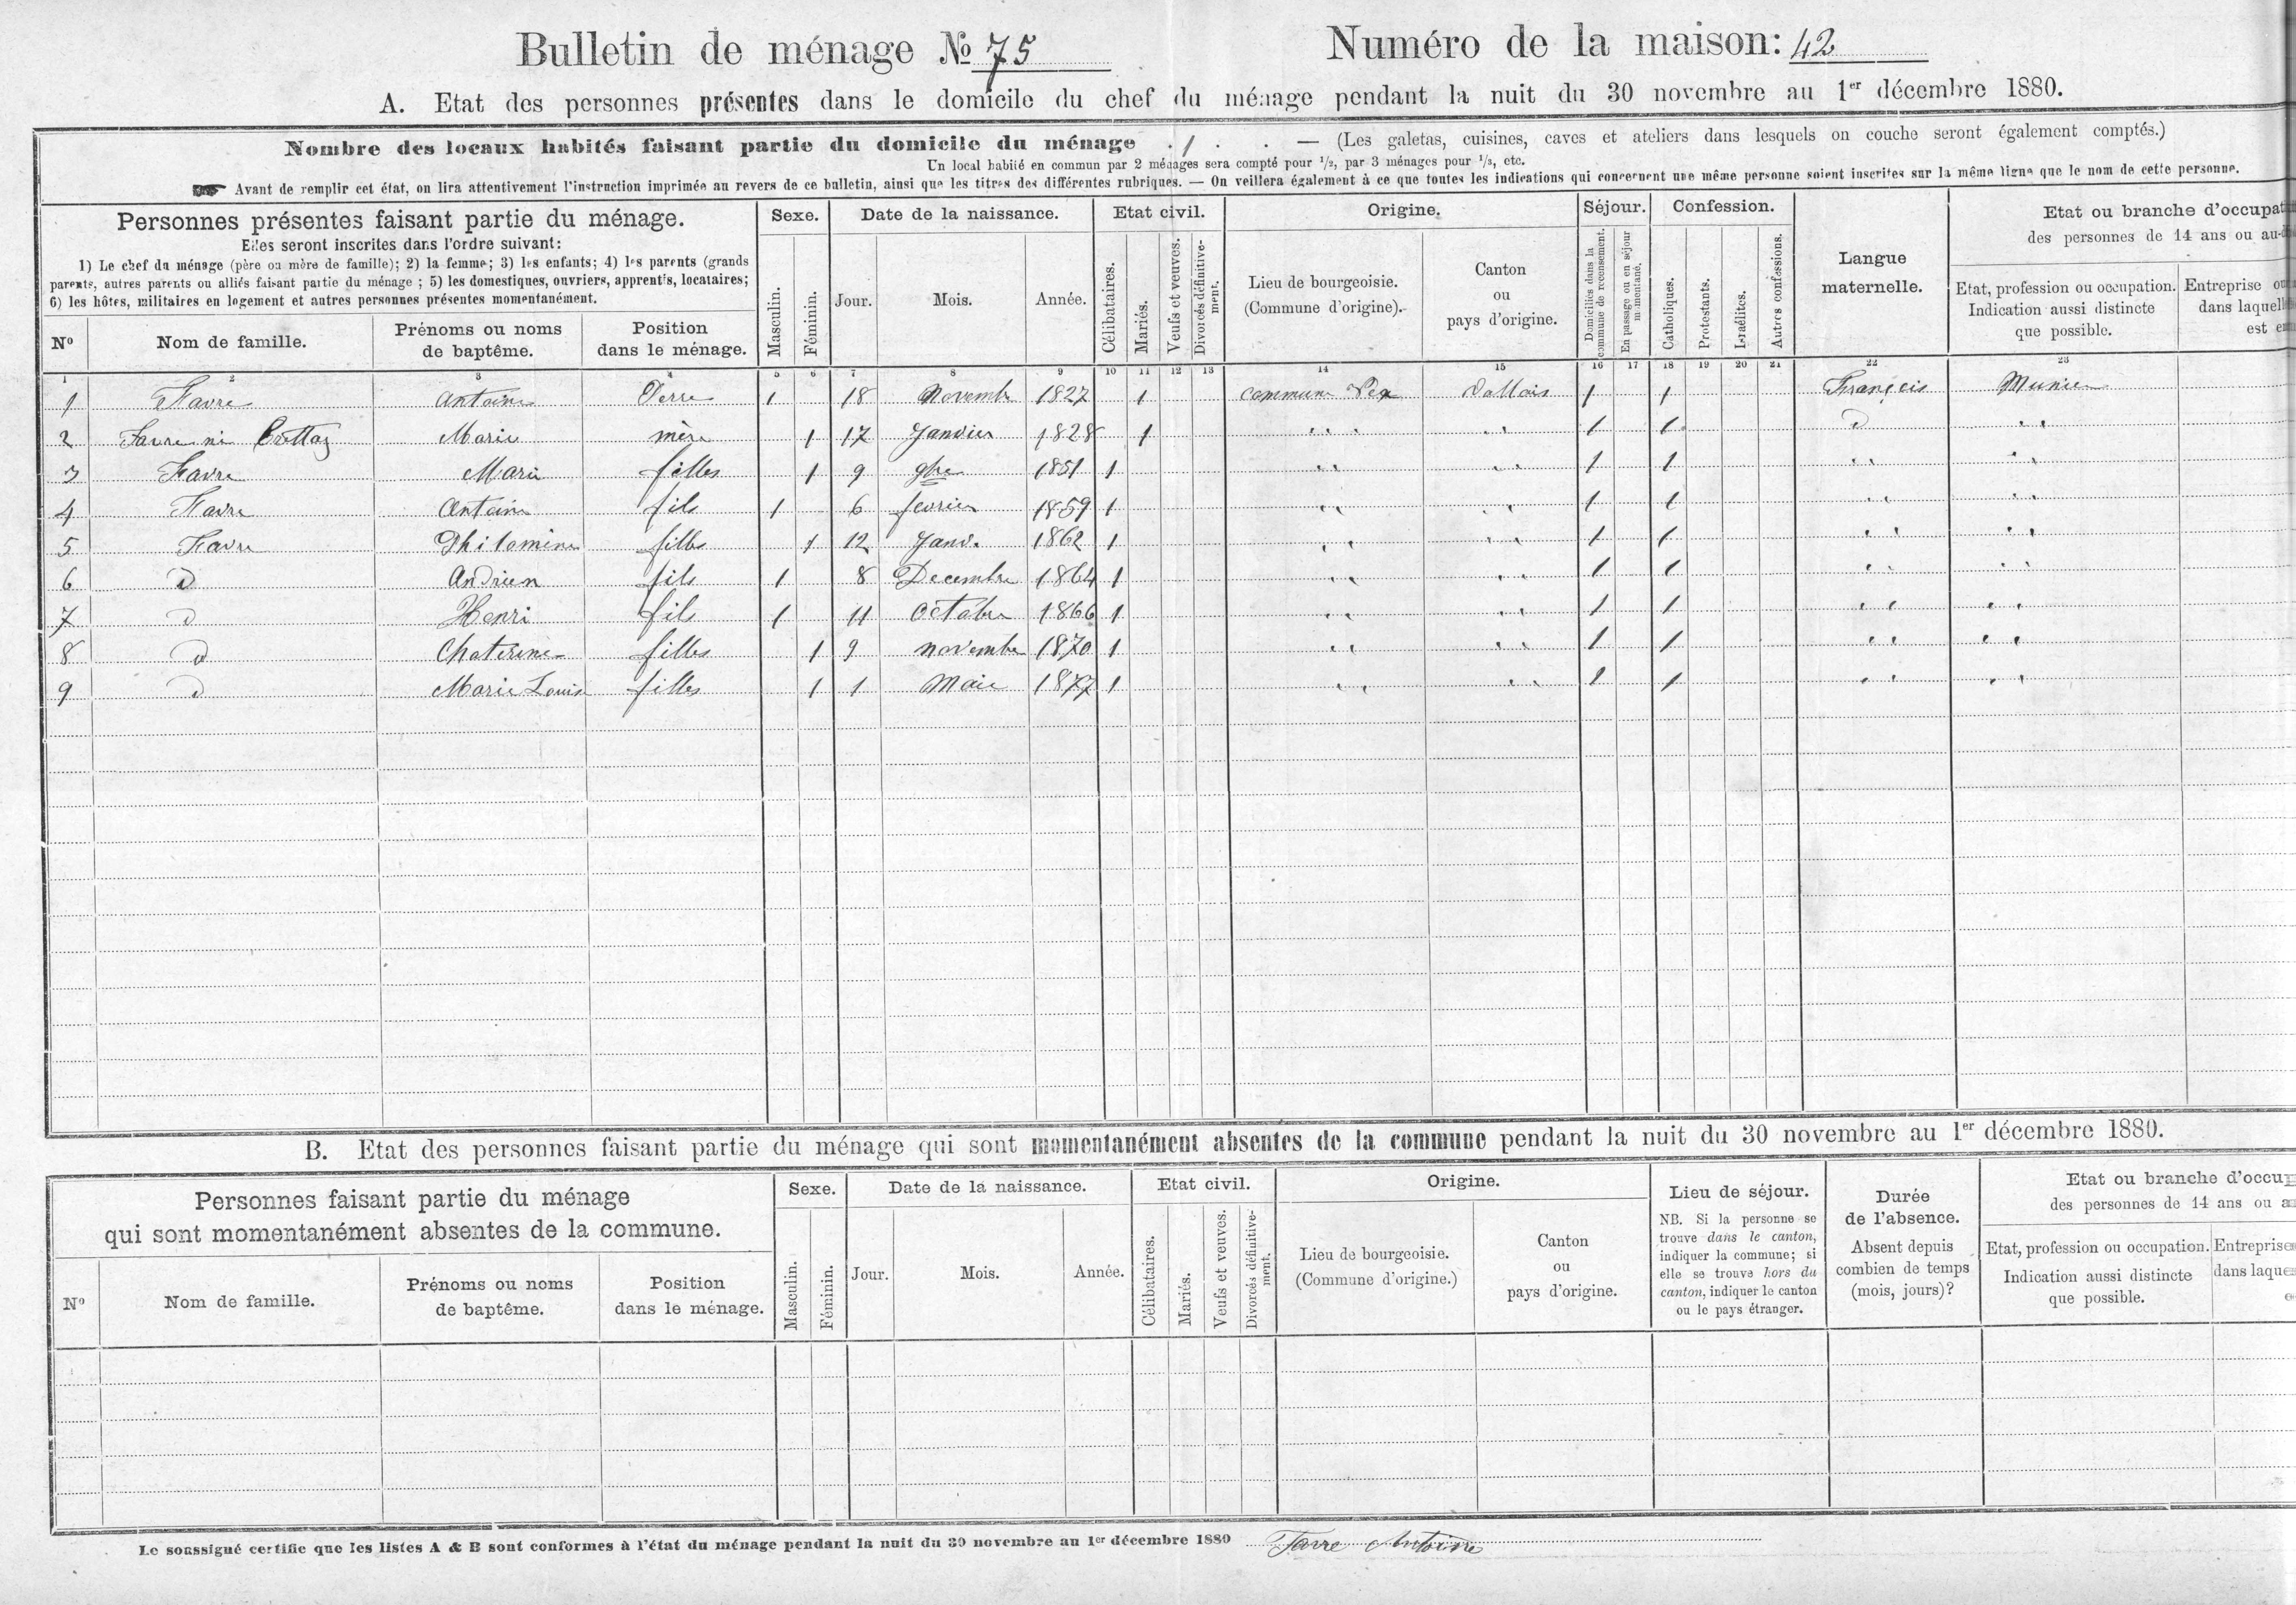 Bulletin de ménage No 75 Numéro de la maison: 42
A. Etat des personnes présentes dans le domicile du chef du ménage pendant la nuit du 30 novembre au 1er décembre 1880.
Nombre des locaux habités faisant partie du domicile du ménage . 1 . . — (Les galetas, cuisines, caves et ateliers dans lesquels on couche seront également comptés.)
Un local habité en commun par 2 ménages sera compté pour 1/2, par 3 ménages pour 1/3, etc.
Avant de remplir cet état, on lira attentivement l'instruction imprimée au revers de ce bulletin, ainsi que les titres des différentes rubriques. — On veillera également à ce que toutes les indications qui concernent une même personne soient inscrites sur la même ligne que le nom de cette personne.
Personnes présentes faisant partie du ménage.
Elles seront inscrites dans l'ordre suivant:
1) Le chef du ménage (père ou mère de famille); 2) la femme; 3) les enfants; 4) les parents (grands
parents, autres parents ou alliés faisant partie du ménage ; 5) les domestiques, ouvriers, apprentis, locataires;
6) les hôtes, militaires en logement et autres personnes présentes momentanément.
No Nom de famille. Prénoms ou noms
de baptême. Position
dans le ménage.
Sexe. Masculin. Féminin.
Date de la naissance. Jour. Mois. Année.
Etat civil. Célibataires. Mariés. Veufs et veuves. Divorcés définitive-
ment.
Origine. Lieu de bourgeoisie.
(Commune d'origine). Canton
ou
pays d'origine.
Séjour. Domiciliés dans la
commune de recensement. En passage ou en séjour
momentané.
Confession. Catholiques. Protestants. Israélites. Autres confessions.
Langue
maternelle.
Etat ou branche d'occupat
des personnes de 14 ans ou au-d
Etat, profession ou occupation.
Indication aussi distincte
que possible.
Entreprise ou
dans laquell
est e
1 2 3 4 5 6 7 8 9 10 11 12 13 14 15 16 17 18 19 20 21 22 23
1 Favre Antoine Perre 1 18 Novembr 1827 1 commune Vex Vallais 1 1 Françcis
2 Favre né Crettaz Marie mère 1 17 Janvier 1828 1 " " 1 1 d "
3 Favre Marie filles 1 9 9bre 1851 1 " " 1 1 " "
4 Favre Antoine fils 1 6 fevrier 1859 1 " " 1 1 " "
5 Favre Philomine filles 1 12 Janv. 1862 1 " " 1 1 " "
6 d Andrien fils 1 8 Decembre 1864 1 " " 1 1 " "
7 d Henri fils 1 11 Octobre 1866 1 " " 1 1 " "
8 d Chaterine filles 1 9 novembre 1870 1 " " 1 1 " "
9 d Marie Louise filles 1 1 Maie 1877 1 " " 1 1 " "
B. Etat des personnes faisant partie du ménage qui sont momentanément absentes de la commune pendant la nuit du 30 novembre au 1er décembre 1880.
Personnes faisant partie du ménage
qui sont momentanément absentes de la commune.
No Nom de famille. Prénoms ou noms
de baptême. Position
dans le ménage.
Sexe. Masculin. Féminin.
Date de la naissance. Jour. Mois. Année.
Etat civil. Célibataires. Mariés. Veufs et veuves. Divorcés définitive-
ment.
Origine. Lieu de bourgeoisie.
(Commune d'origine.) Canton
ou
pays d'origine.
Lieu de séjour.
NB. Si la personne se
trouve dans le canton,
indiquer la commune; si
elle se trouve hors du
canton, indiquer le canton
ou le pays étranger.
Durée
de l'absence.
Absent depuis
combien de temps
(mois, jours)?
Etat ou branche d'occup
des personnes de 14 ans ou a
Etat, profession ou occupation.
Indication aussi distincte
que possible.
Entreprise
dans laque
e
Le soussigné certifie que les listes A & B sont conformes à l'état du ménage pendant la nuit du 30 novembre au 1er décembre 1880 Favre Antoine